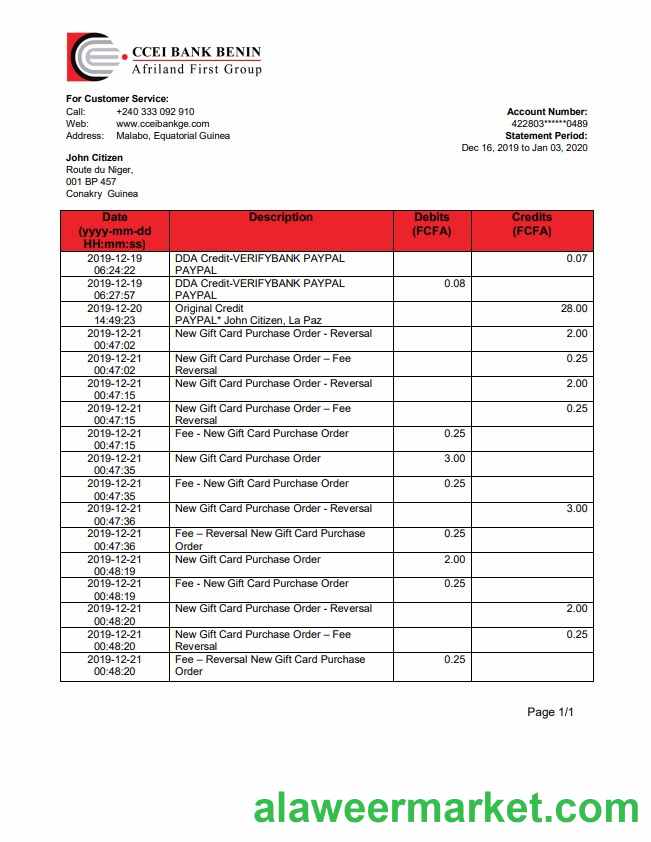 CCEI BANK BENIN
Afriland First Group
For Customer Service:
Call: +240 333 092 910
Web: www.cceibankge.com
Address: Malabo, Equatorial Guinea
Account Number:
422803******0489
Statement Period:
Dec 16, 2019 to Jan 03, 2020
John Citizen
Route du Niger,
001 BP 457
Conakry Guinea
Date (yyyy-mm-dd HH:mm:ss) Description Debits (FCFA) Credits (FCFA)
2019-12-19 DDA Credit-VERIFYBANK PAYPAL 0.07
06:24:22 PAYPAL
2019-12-19 DDA Credit-VERIFYBANK PAYPAL 0.08
06:27:57 PAYPAL
2019-12-20 Original Credit 28.00
14:49:23 PAYPAL* John Citizen, La Paz
2019-12-21 New Gift Card Purchase Order - Reversal 2.00
00:47:02
2019-12-21 New Gift Card Purchase Order – Fee 0.25
00:47:02 Reversal
2019-12-21 New Gift Card Purchase Order - Reversal 2.00
00:47:15
2019-12-21 New Gift Card Purchase Order – Fee 0.25
00:47:15 Reversal
2019-12-21 Fee - New Gift Card Purchase Order 0.25
00:47:15
2019-12-21 New Gift Card Purchase Order 3.00
00:47:35
2019-12-21 Fee - New Gift Card Purchase Order 0.25
00:47:35
2019-12-21 New Gift Card Purchase Order - Reversal 3.00
00:47:36
2019-12-21 Fee – Reversal New Gift Card Purchase 0.25
00:47:36 Order
2019-12-21 New Gift Card Purchase Order 2.00
00:48:19
2019-12-21 Fee - New Gift Card Purchase Order 0.25
00:48:19
2019-12-21 New Gift Card Purchase Order - Reversal 2.00
00:48:20
2019-12-21 New Gift Card Purchase Order – Fee 0.25
00:48:20 Reversal
2019-12-21 Fee – Reversal New Gift Card Purchase 0.25
00:48:20 Order
Page 1/1
alaweermarket.com